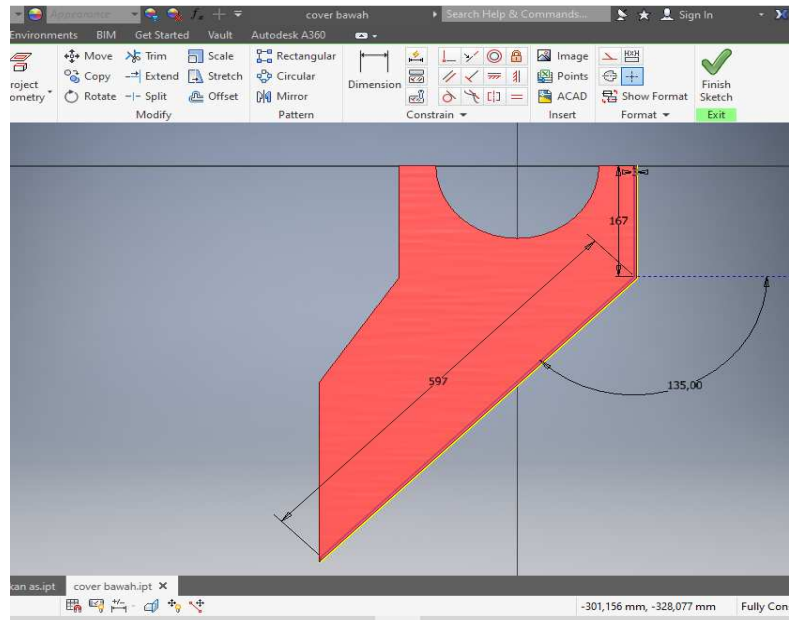 Appearance
cover bawah
Search Help & Commands...
Sign In
Environments BIM Get Started Vault Autodesk A360
roject
ometry
Move Trim Scale
Copy Extend Stretch
Rotate Split Offset
Modify
Rectangular
Circular
Mirror
Pattern
Dimension
Constrain
Image
Points
ACAD
Insert
Show Format
Format
Finish
Sketch
Exit
167
597
135,00
kan as.ipt cover bawah.ipt
-301,156 mm, -328,077 mm Fully Con